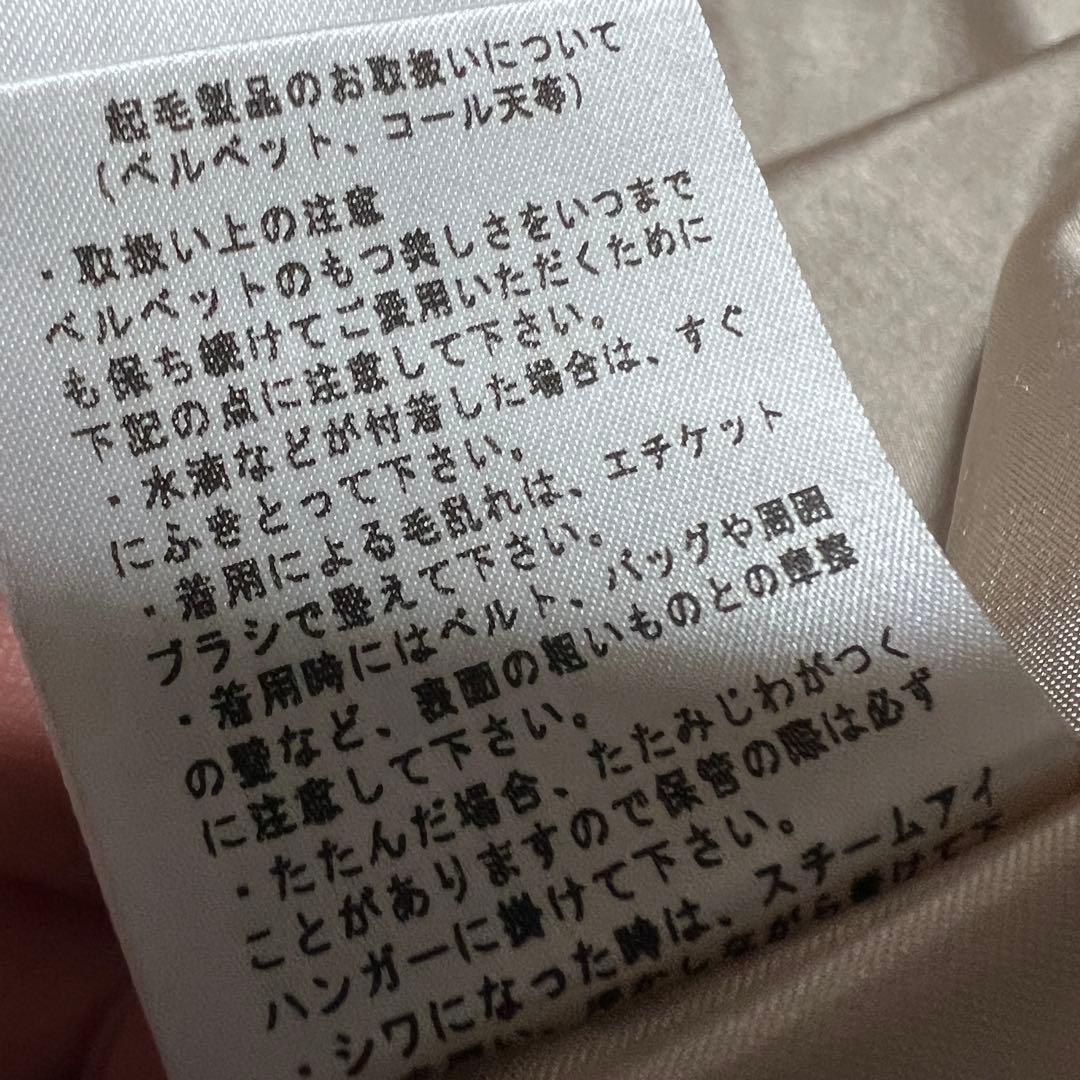 起毛製品のお取扱いについて
(ベルベット、コール天等)
・取扱い上の注意
ベルベットのもつ美しさをいつまで
も保ち続けてご愛用いただくために
下記の点に注意して下さい。
・水滴などが付着した場合は、すぐ
にふきとって下さい。
・着用による毛乱れは、エチケット
ブラシで整えて下さい。
・着用時にはベルト、バッグや周囲
の壁など、表面の粗いものとの摩擦
に注意して下さい。
・たたんだ場合、たたみじわがつく
ことがありますので保管の際は必ず
ハンガーに掛けて下さい。
・シワになった時は、スチームアイ